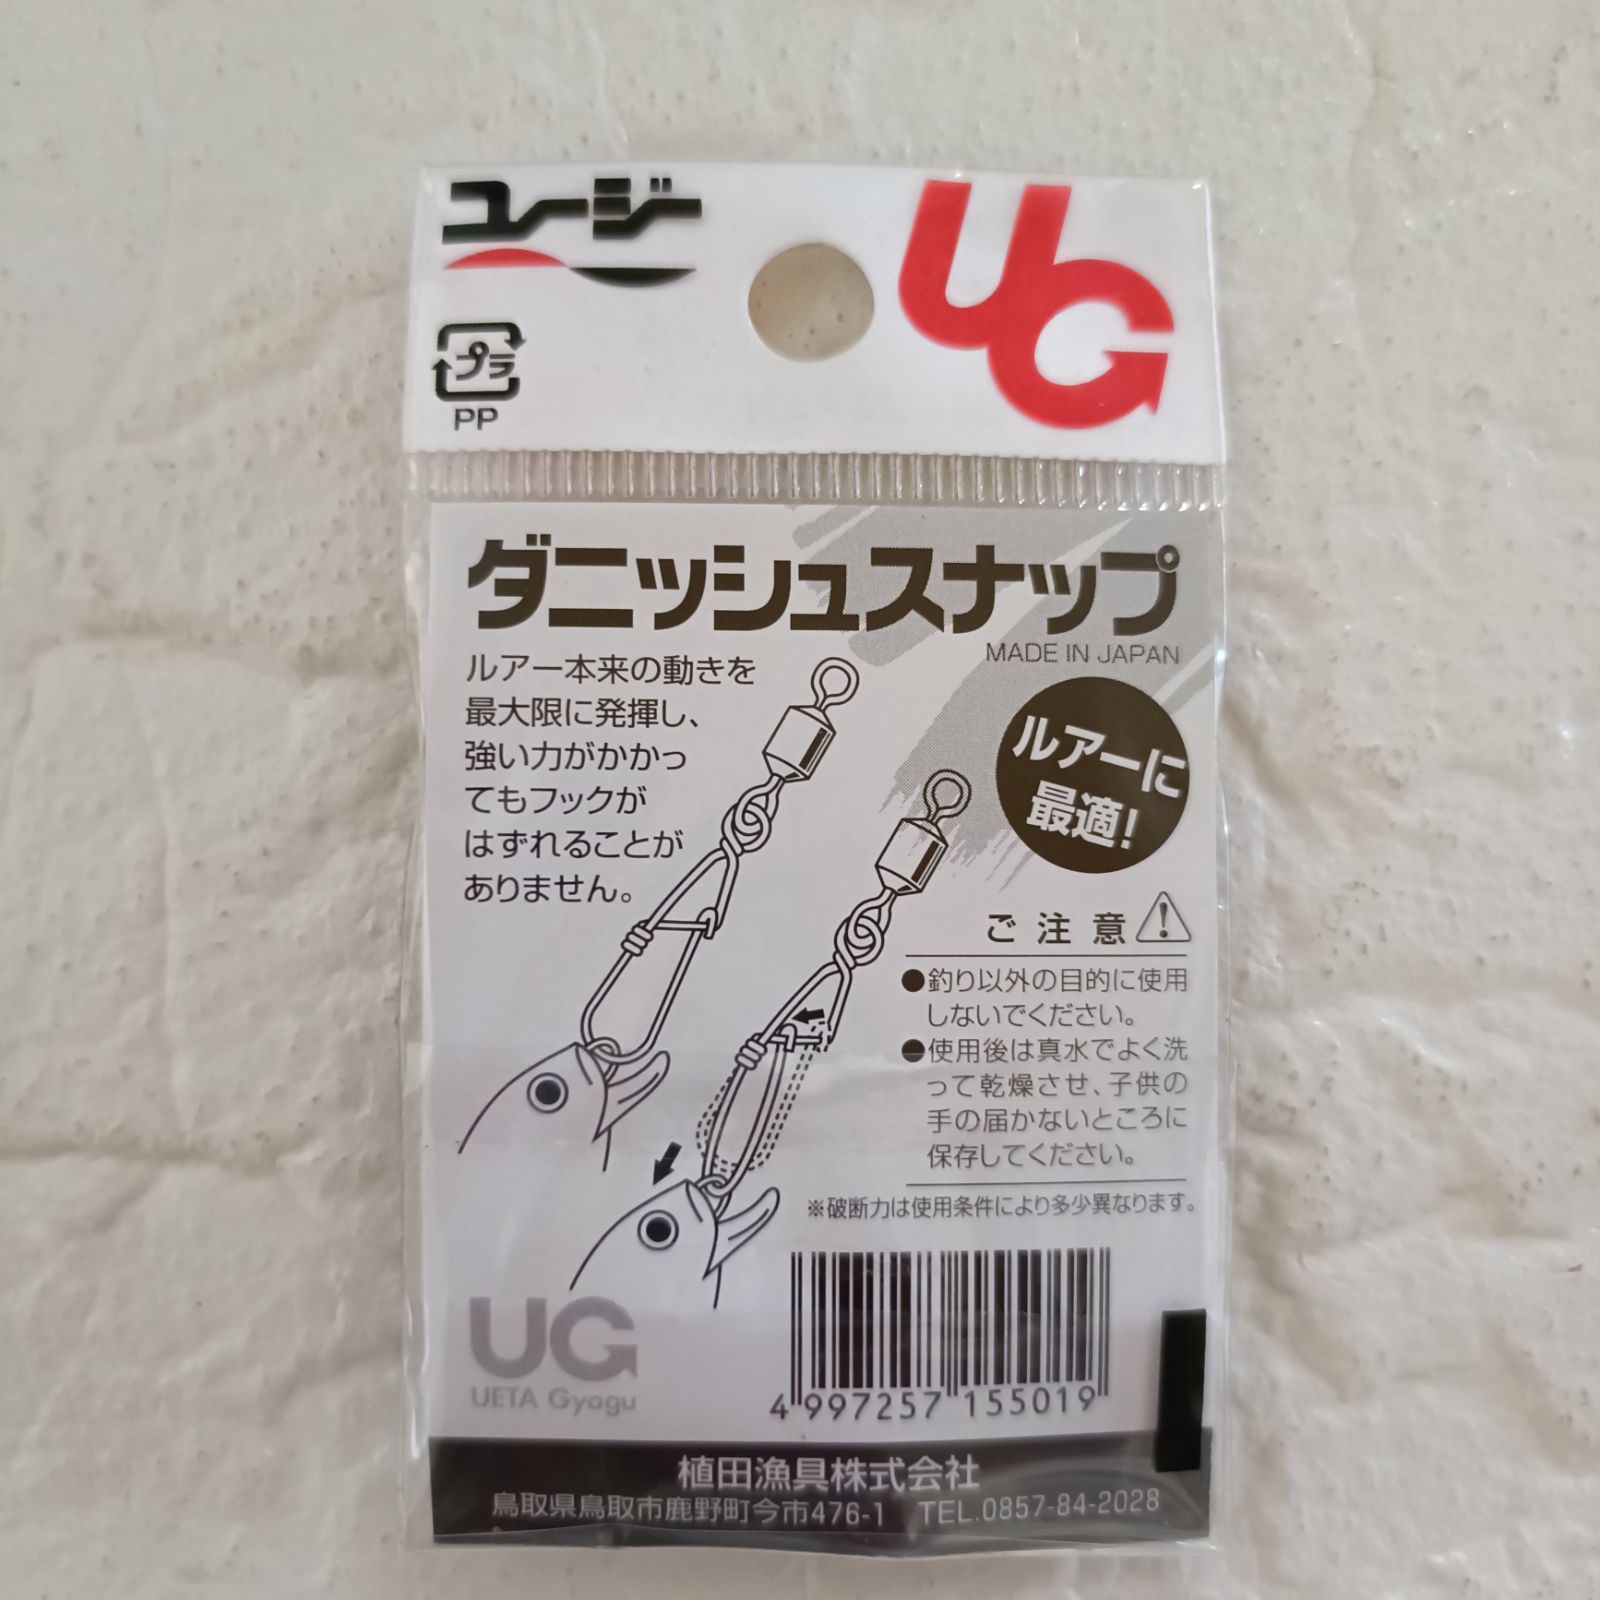 ユージー
UG
プラ
PP
ダニッシュスナップ
MADE IN JAPAN
ルアー本来の動きを
最大限に発揮し、
強い力がかかっ
てもフックが
はずれることが
ありません。
ルアーに
最適!
ご注意
●釣り以外の目的に使用
しないでください。
●使用後は真水でよく洗
って乾燥させ、子供の
手の届かないところに
保存してください。
※破断力は使用条件により多少異なります。
UG
UETA Gyogu
4 997257 155019
植田漁具株式会社
鳥取県鳥取市鹿野町今市476-1 TEL.0857-84-2028